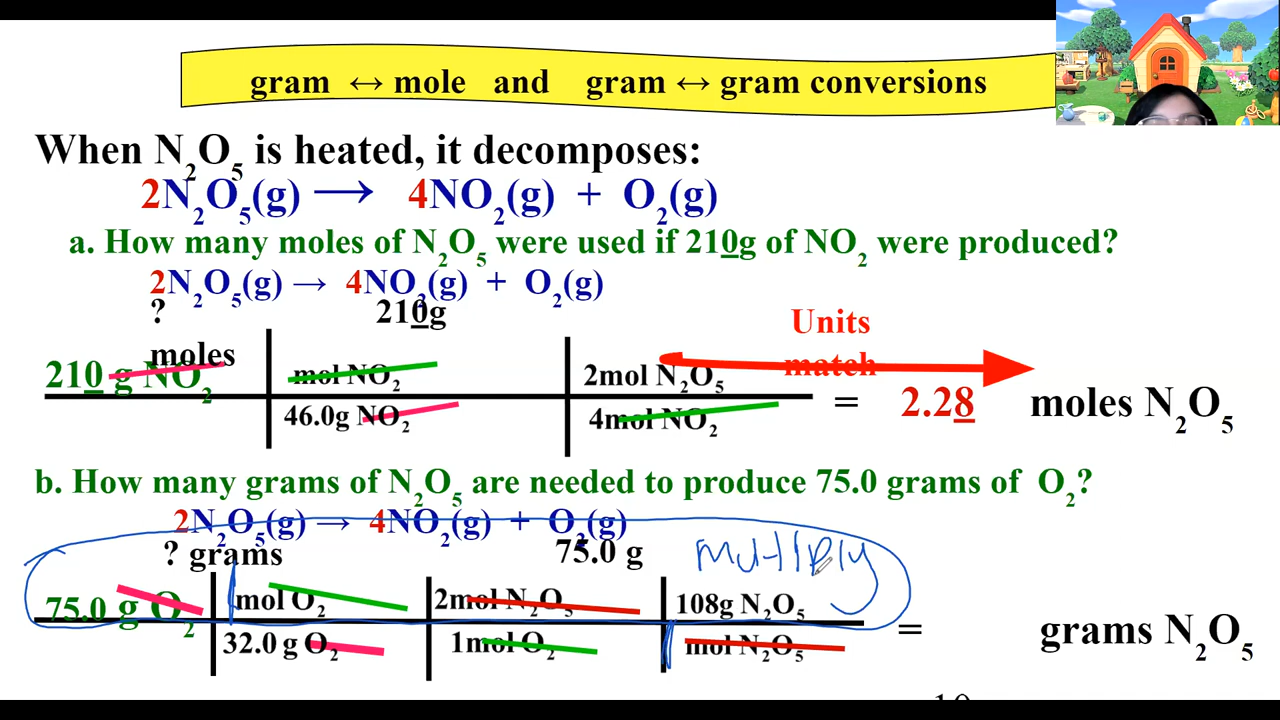 gram ↔ mole and gram ↔ gram conversions
When N₂O₅ is heated, it decomposes:
2N₂O₅(g) → 4NO₂(g) + O₂(g)
a. How many moles of N₂O₅ were used if 210g of NO₂ were produced?
2N₂O₅(g) → 4NO₂(g) + O₂(g)
? moles
210g
Units match
210 g NO₂
mol NO₂
2mol N₂O₅
46.0g NO₂
4mol NO₂
= 2.28 moles N₂O₅
b. How many grams of N₂O₅ are needed to produce 75.0 grams of O₂?
2N₂O₅(g) → 4NO₂(g) + O₂(g)
? grams
75.0 g
multiply
75.0 g O₂
mol O₂
2mol N₂O₅
108g N₂O₅
32.0 g O₂
1mol O₂
mol N₂O₅
= grams N₂O₅